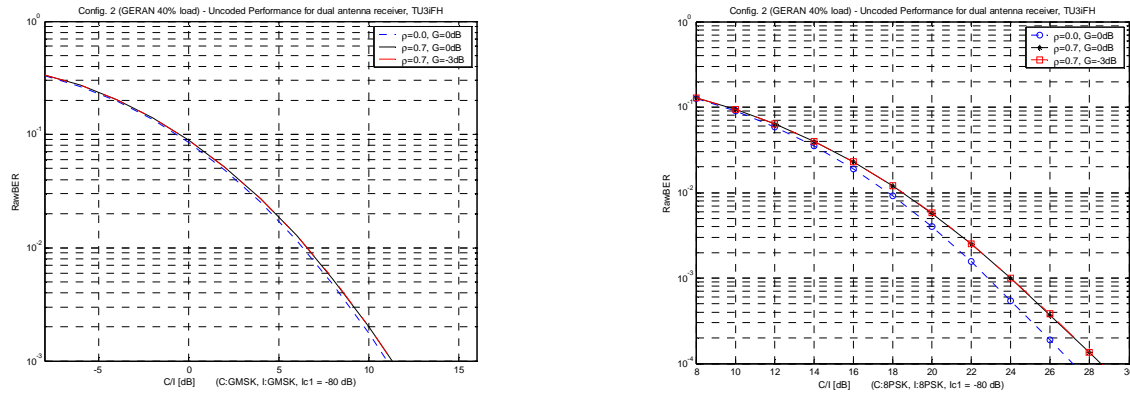 Config. 2 (GERAN 40% load) - Uncoded Performance for dual antenna receiver, TU3iFH
10^0
10^-1
10^-2
10^-3
RawBER
ρ=0.0, G=0dB
ρ=0.7, G=0dB
ρ=0.7, G=-3dB
-5 0 5 10 15
C/I [dB] (C:GMSK, I:GMSK, Ic1 = -80 dB)
Config. 2 (GERAN 40% load) - Uncoded Performance for dual antenna receiver, TU3iFH
10^0
10^-1
10^-2
10^-3
10^-4
RawBER
ρ=0.0, G=0dB
ρ=0.7, G=0dB
ρ=0.7, G=-3dB
8 10 12 14 16 18 20 22 24 26 28 30
C/I [dB] (C:8PSK, I:8PSK, Ic1 = -80 dB)